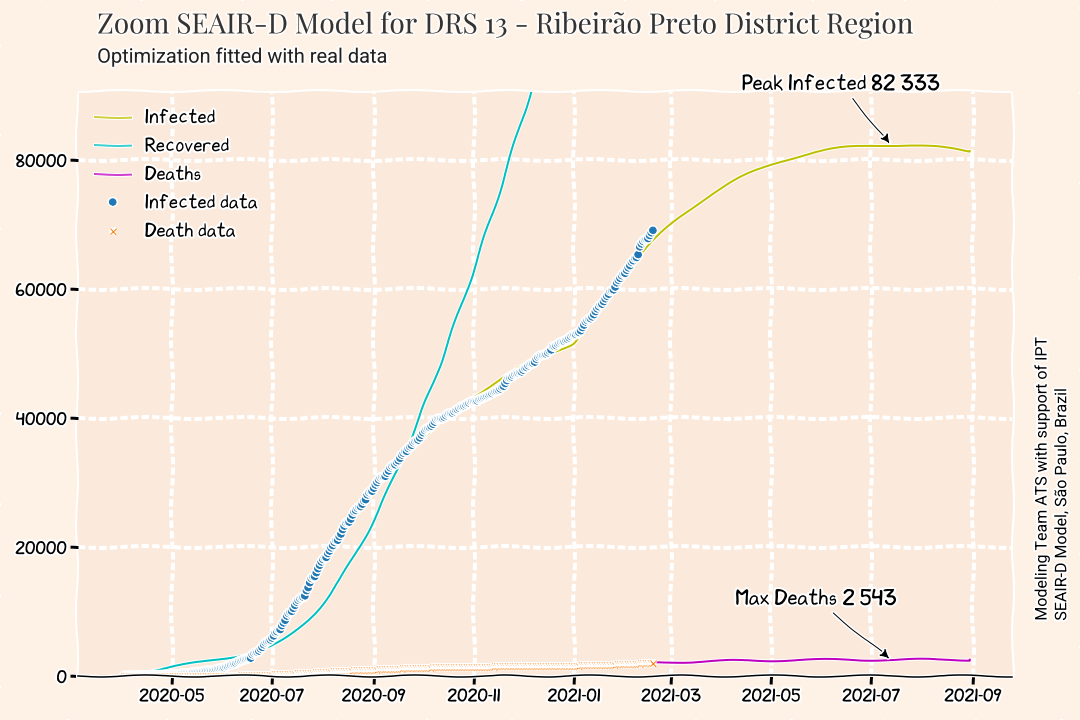 Zoom SEAIR-D Model for DRS 13 - Ribeirão Preto District Region
Optimization fitted with real data
Peak Infected 82 333
Infected
Recovered
Deaths
Infected data
Death data
80000
60000
40000
20000
0
Max Deaths 2 543
2020-05 2020-07 2020-09 2020-11 2021-01 2021-03 2021-05 2021-07 2021-09
Modeling Team ATS with support of IPT
SEAIR-D Model, São Paulo, Brazil